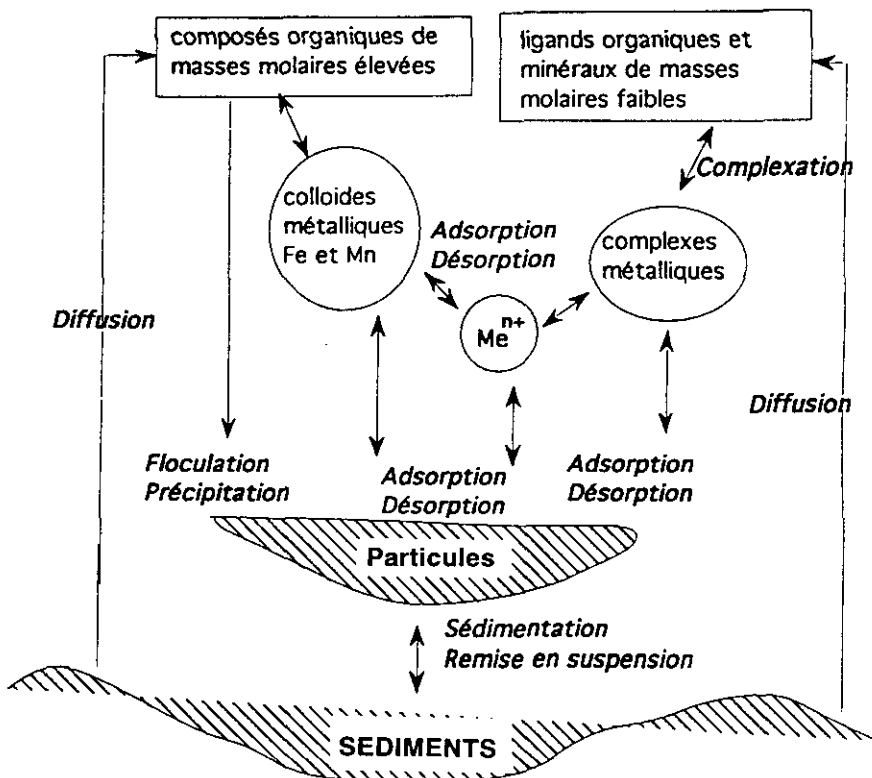 composés organiques de
masses molaires élevées
ligands organiques et
minéraux de masses
molaires faibles
Complexation
colloides
métalliques
Fe et Mn
Adsorption
Désorption
complexes
métalliques
Me n+
Diffusion
Diffusion
Floculation
Précipitation
Adsorption
Désorption
Adsorption
Désorption
Particules
Sédimentation
Remise en suspension
SEDIMENTS